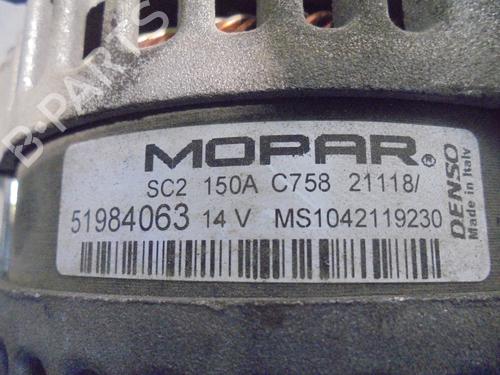 B-PARTS
MOPAR®
SC2 150A C758 21118/
51984063 14 V MS1042119230
DENSO
Made in Italy